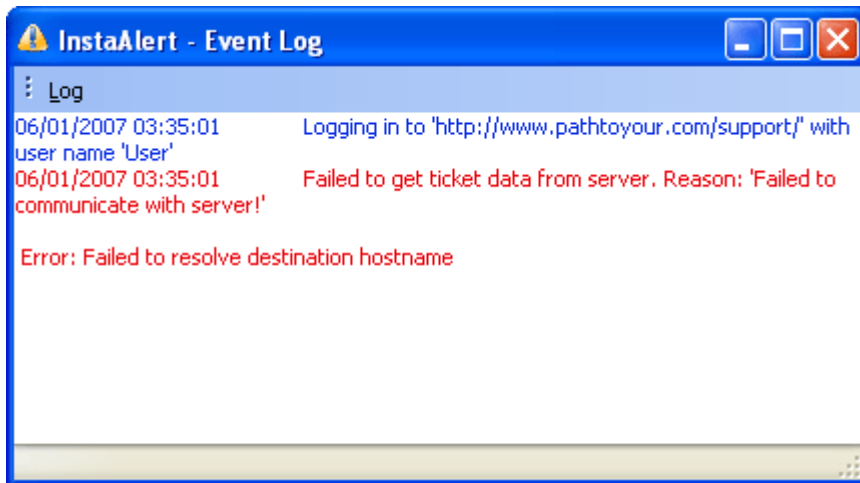 InstaAlert - Event Log
Log
06/01/2007 03:35:01 Logging in to 'http://www.pathtoyour.com/support/' with
user name 'User'
06/01/2007 03:35:01 Failed to get ticket data from server. Reason: 'Failed to
communicate with server!'
Error: Failed to resolve destination hostname